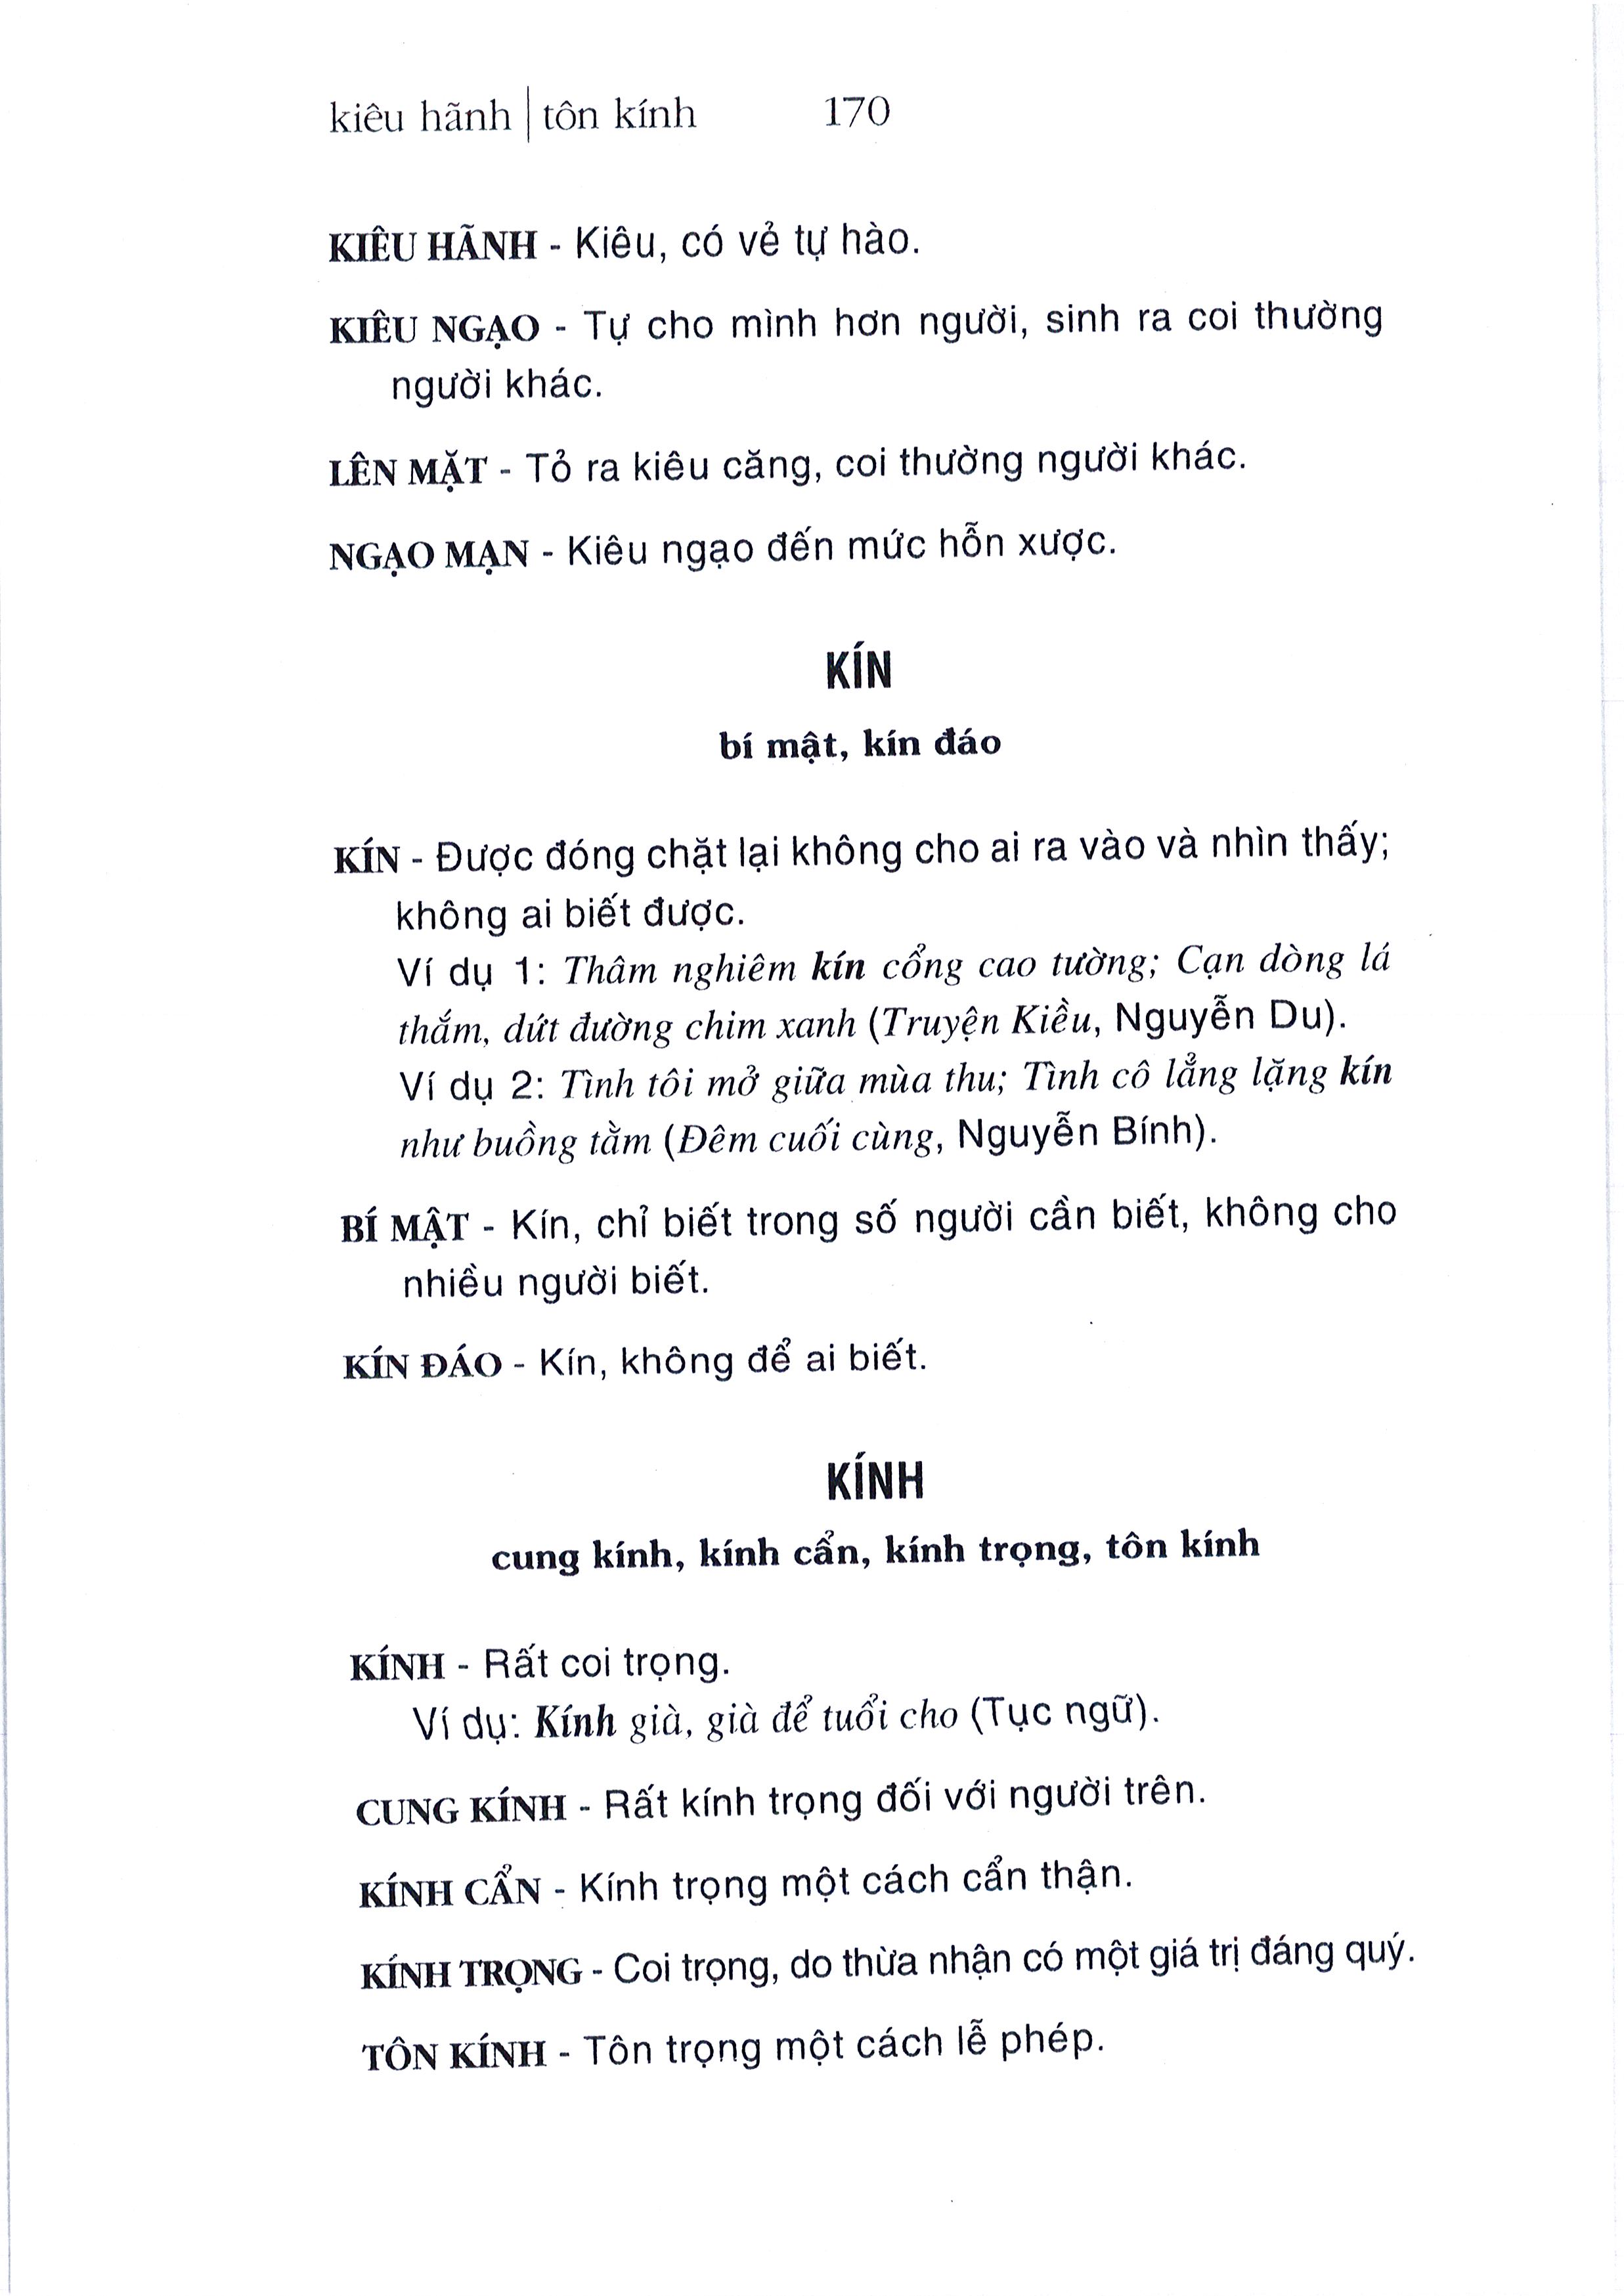 kiêu hãnh | tôn kính 170
KIÊU HÃNH - Kiêu, có vẻ tự hào.
KIÊU NGẠO - Tự cho mình hơn người, sinh ra coi thường
người khác.
LÊN MẶT - Tỏ ra kiêu căng, coi thường người khác.
NGẠO MẠN - Kiêu ngạo đến mức hỗn xược.
KÍN
bí mật, kín đáo
KÍN - Được đóng chặt lại không cho ai ra vào và nhìn thấy;
không ai biết được.
Ví dụ 1: Thâm nghiêm kín cổng cao tường; Cạn dòng lá
thắm, dứt đường chim xanh (Truyện Kiều, Nguyễn Du).
Ví dụ 2: Tình tôi mở giữa mùa thu; Tình cô lẳng lặng kín
như buồng tằm (Đêm cuối cùng, Nguyễn Bính).
BÍ MẬT - Kín, chỉ biết trong số người cần biết, không cho
nhiều người biết.
KÍN ĐÁO - Kín, không để ai biết.
KÍNH
cung kính, kính cẩn, kính trọng, tôn kính
KÍNH - Rất coi trọng.
Ví dụ: Kính già, già để tuổi cho (Tục ngữ).
CUNG KÍNH - Rất kính trọng đối với người trên.
KÍNH CẨN - Kính trọng một cách cẩn thận.
KÍNH TRỌNG - Coi trọng, do thừa nhận có một giá trị đáng quý.
TÔN KÍNH - Tôn trọng một cách lễ phép.